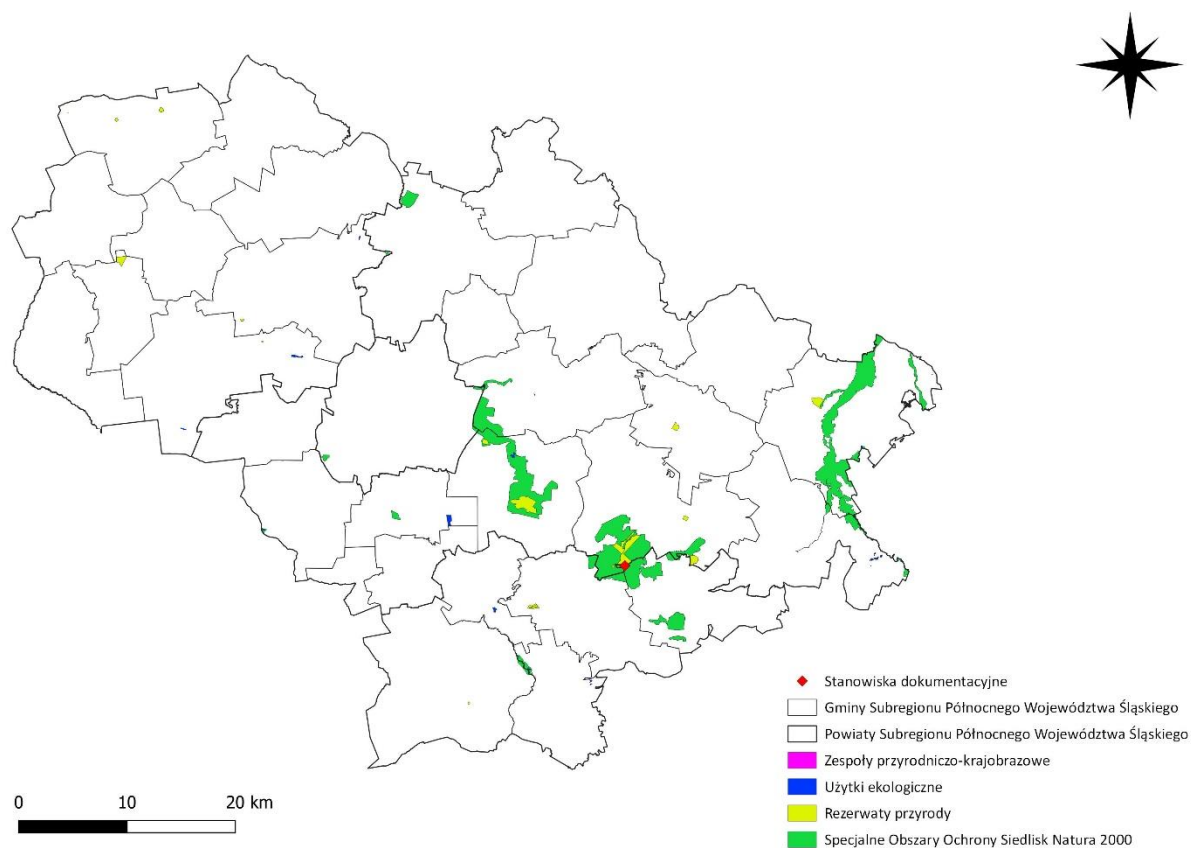 Stanowiska dokumentacyjne
Gminy Subregionu Północnego Województwa Śląskiego
Powiaty Subregionu Północnego Województwa Śląskiego
Zespoły przyrodniczo-krajobrazowe
Użytki ekologiczne
Rezerwaty przyrody
Specjalne Obszary Ochrony Siedlisk Natura 2000
0 10 20 km